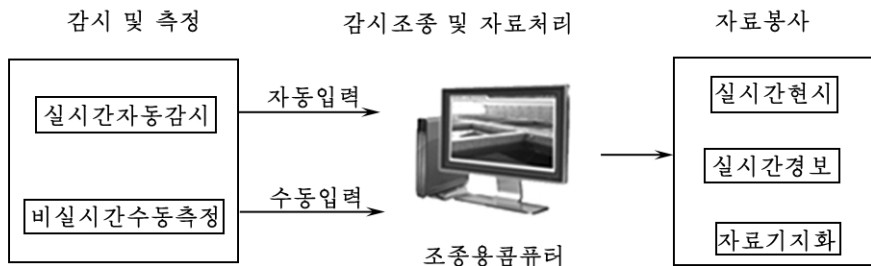 감시 및 측정
감시조종 및 자료처리
자료봉사
실시간자동감시
자동입력
실시간현시
실시간경보
비실시간수동측정
수동입력
자료기지화
조종용콤퓨터